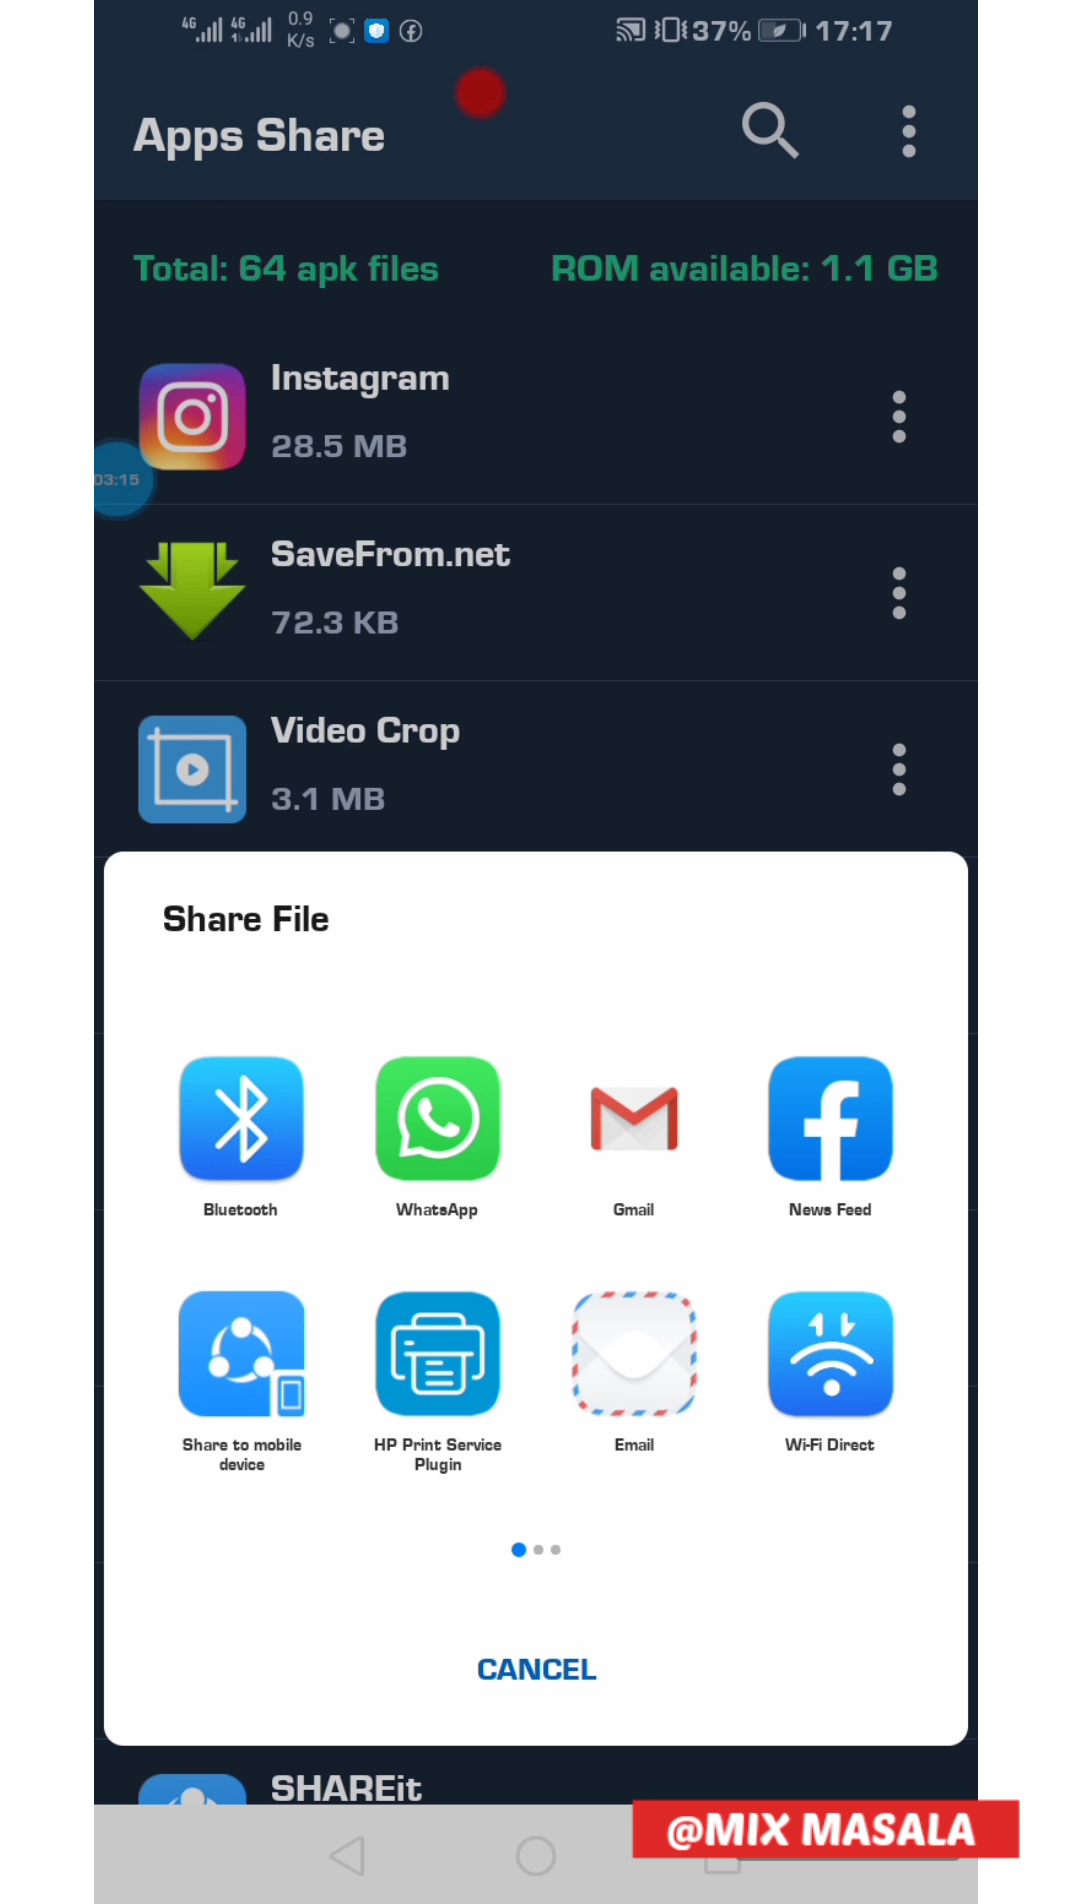 4G 4G 0.9 K/s 37% 17:17
Apps Share
Total: 64 apk files ROM available: 1.1 GB
Instagram
28.5 MB
03:15
SaveFrom.net
72.3 KB
Video Crop
3.1 MB
Share File
Bluetooth WhatsApp Gmail News Feed
Share to mobile device HP Print Service Plugin Email Wi-Fi Direct
CANCEL
SHAREit
@MIX MASALA